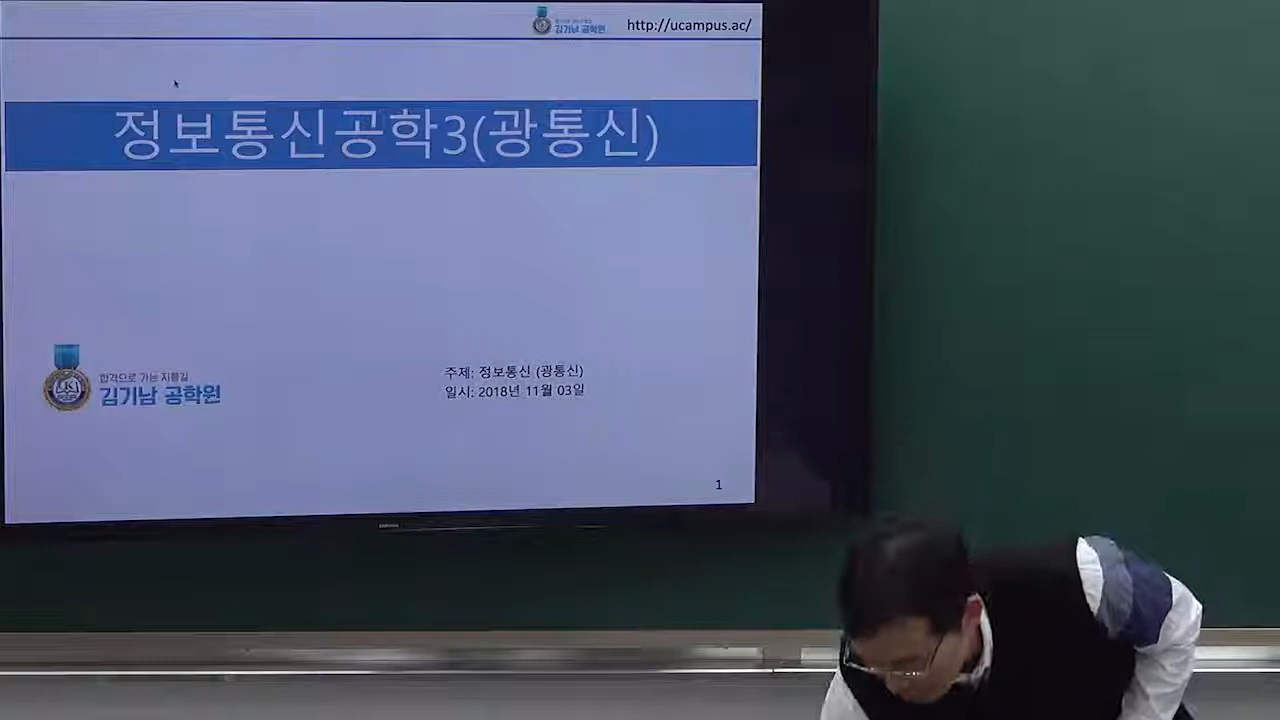 김기남 공학원
http://ucampus.ac/
정보통신공학3(광통신)
합격으로 가는 지름길
김기남 공학원
주제: 정보통신 (광통신)
일시: 2018년 11월 03일
1